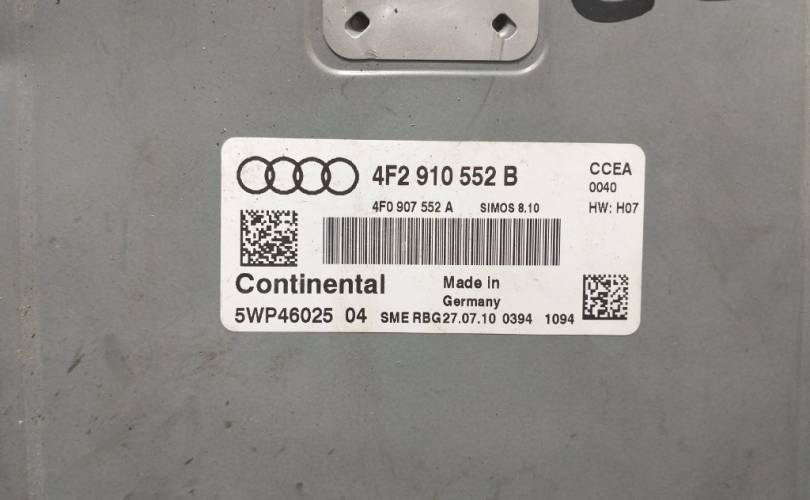 4F2 910 552 B
CCEA
0040
4F0 907 552 A SIMOS 8.10
HW: H07
Continental
Made in
Germany
5WP46025 04 SME RBG27.07.10 0394 1094